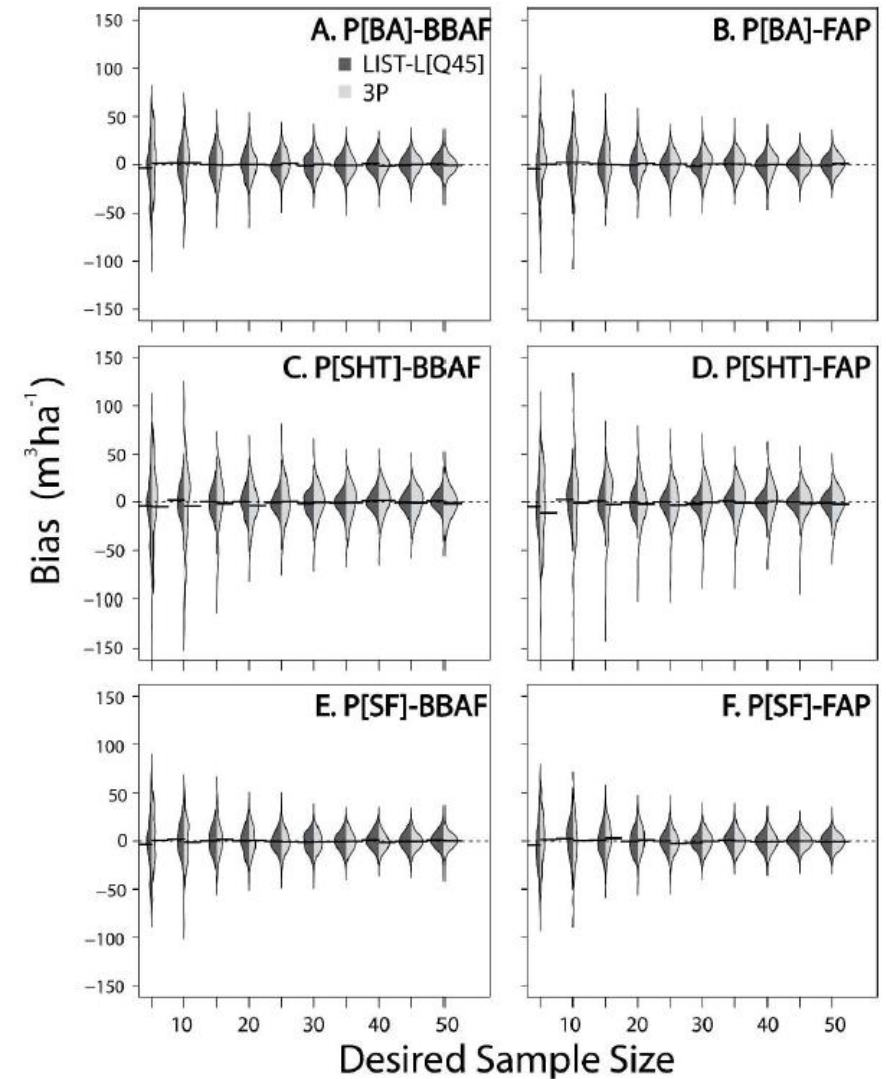 A. P[BA]-BBAF
LIST-L[Q45]
3P
150
100
50
0
−50
−100
−150
B. P[BA]-FAP
C. P[SHT]-BBAF
150
100
50
0
−50
−100
−150
D. P[SHT]-FAP
Bias (m³ha⁻¹)
E. P[SF]-BBAF
150
100
50
0
−50
−100
−150
F. P[SF]-FAP
10 20 30 40 50
10 20 30 40 50
Desired Sample Size